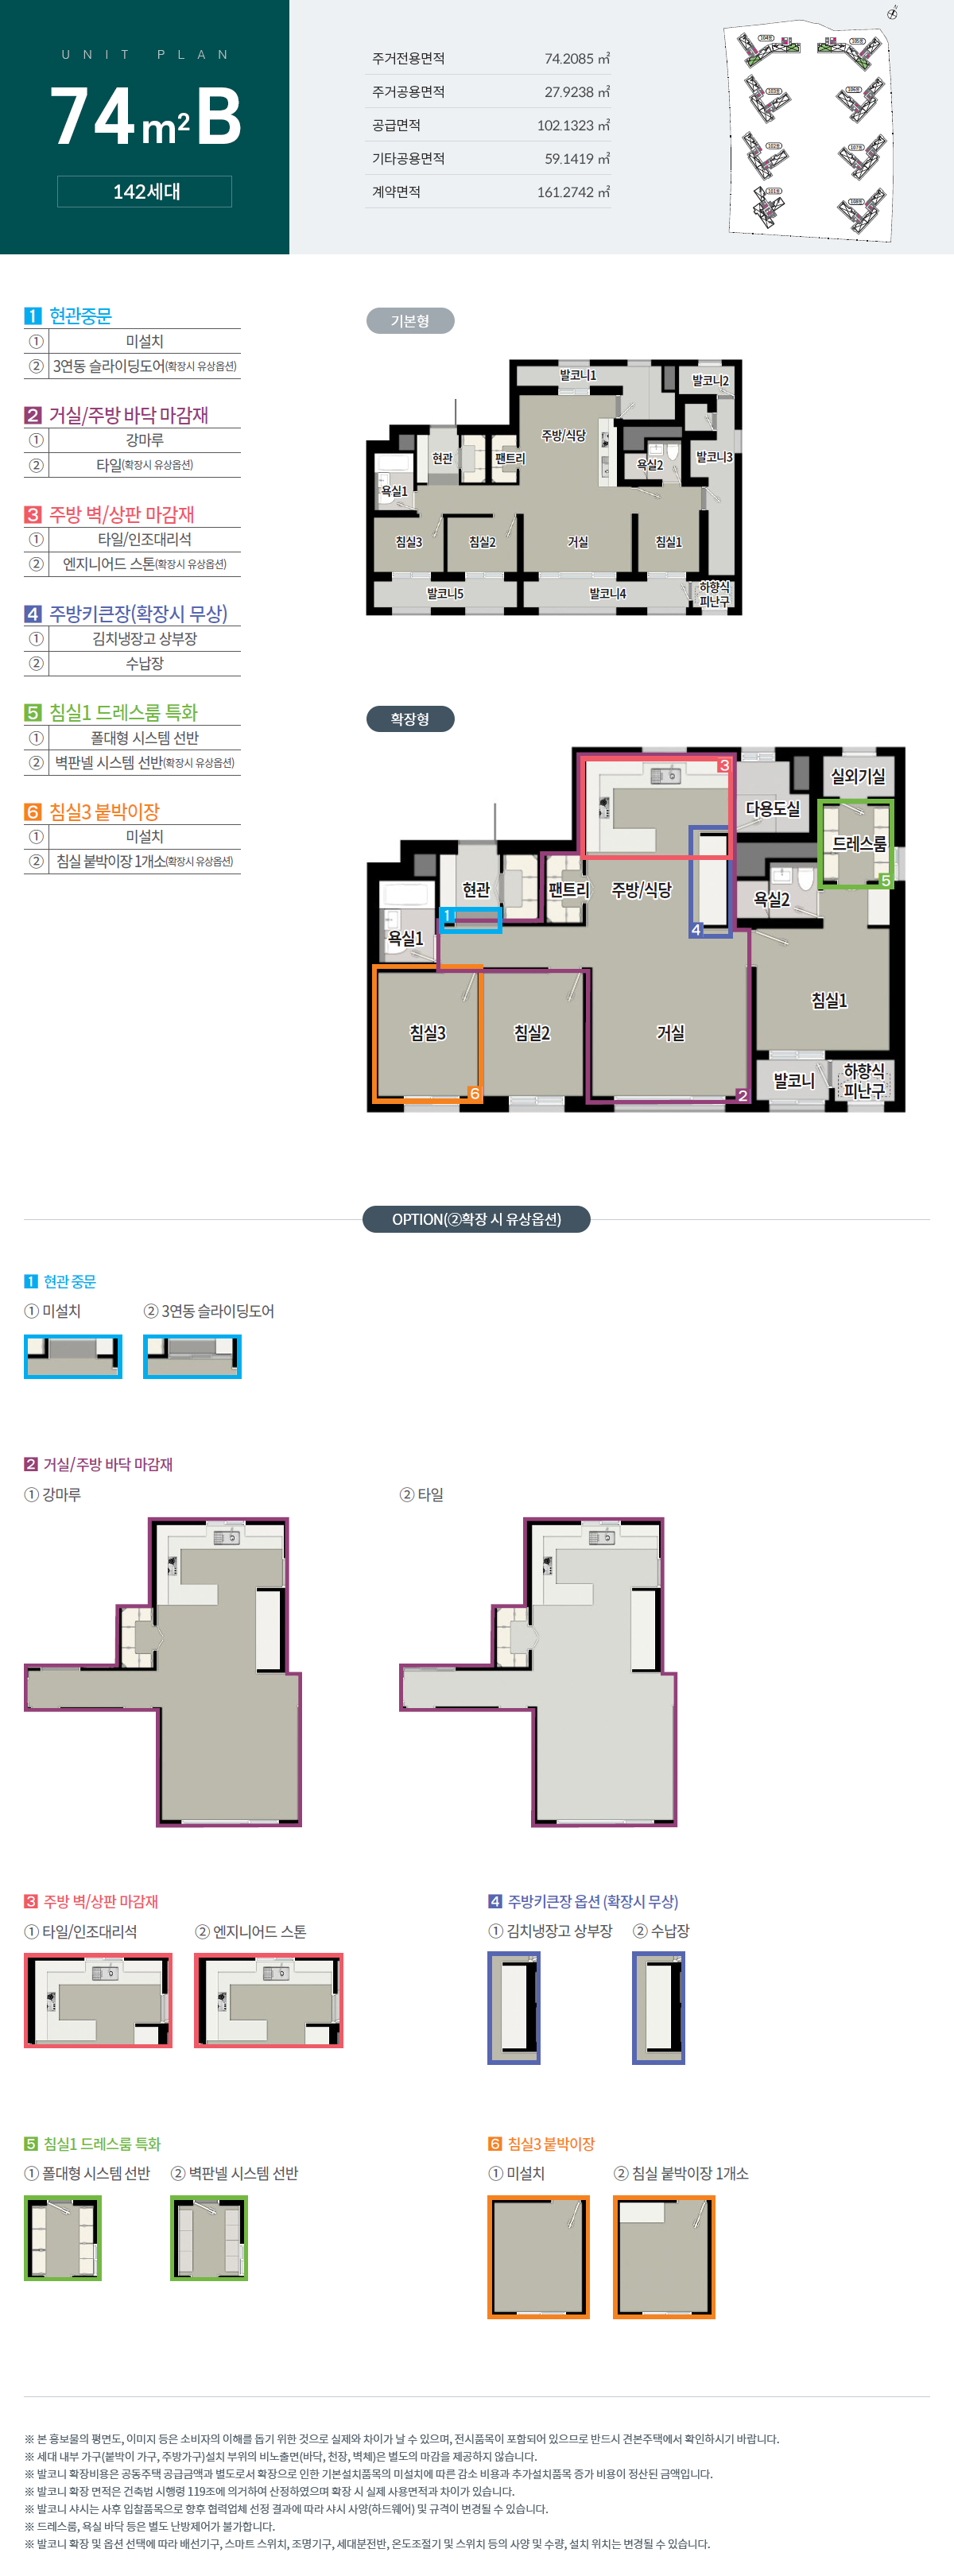 UNIT PLAN
74m²B
142세대
주거전용면적 74.2085 ㎡
주거공용면적 27.9238 ㎡
공급면적 102.1323 ㎡
기타공용면적 59.1419 ㎡
계약면적 161.2742 ㎡
104동 105동
103동 106동
102동 107동
101동 108동
1 현관중문
① 미설치
② 3연동 슬라이딩도어(확장시 유상옵션)
2 거실/주방 바닥 마감재
① 강마루
② 타일(확장시 유상옵션)
3 주방 벽/상판 마감재
① 타일/인조대리석
② 엔지니어드 스톤(확장시 유상옵션)
4 주방키큰장(확장시 무상)
① 김치냉장고 상부장
② 수납장
5 침실1 드레스룸 특화
① 폴대형 시스템 선반
② 벽판넬 시스템 선반(확장시 유상옵션)
6 침실3 붙박이장
① 미설치
② 침실 붙박이장 1개소(확장시 유상옵션)
기본형
발코니1
발코니2
주방/식당
현관
팬트리
욕실2
발코니3
욕실1
침실3
침실2
거실
침실1
발코니5
발코니4
하향식
피난구
확장형
3
실외기실
다용도실
드레스룸
5
현관
팬트리
주방/식당
욕실2
1
4
욕실1
침실1
침실3
침실2
거실
발코니
하향식
피난구
6
2
OPTION(②확장 시 유상옵션)
1 현관 중문
① 미설치 ② 3연동 슬라이딩도어
2 거실/주방 바닥 마감재
① 강마루 ② 타일
3 주방 벽/상판 마감재
① 타일/인조대리석 ② 엔지니어드 스톤
4 주방키큰장 옵션 (확장시 무상)
① 김치냉장고 상부장 ② 수납장
5 침실1 드레스룸 특화
① 폴대형 시스템 선반 ② 벽판넬 시스템 선반
6 침실3 붙박이장
① 미설치 ② 침실 붙박이장 1개소
※ 본 홍보물의 평면도, 이미지 등은 소비자의 이해를 돕기 위한 것으로 실제와 차이가 날 수 있으며, 전시품목이 포함되어 있으므로 반드시 견본주택에서 확인하시기 바랍니다.
※ 세대 내부 가구(붙박이 가구, 주방가구)설치 부위의 비노출면(바닥, 천장, 벽체)은 별도의 마감을 제공하지 않습니다.
※ 발코니 확장비용은 공동주택 공급금액과 별도로서 확장으로 인한 기본설치품목의 미설치에 따른 감소 비용과 추가설치품목 증가 비용이 정산된 금액입니다.
※ 발코니 확장 면적은 건축법 시행령 119조에 의거하여 산정하였으며 확장 시 실제 사용면적과 차이가 있습니다.
※ 발코니 샤시는 사후 입찰품목으로 향후 협력업체 선정 결과에 따라 샤시 사양(하드웨어) 및 규격이 변경될 수 있습니다.
※ 드레스룸, 욕실 바닥 등은 별도 난방제어가 불가합니다.
※ 발코니 확장 및 옵션 선택에 따라 배선기구, 스마트 스위치, 조명기구, 세대분전반, 온도조절기 및 스위치 등의 사양 및 수량, 설치 위치는 변경될 수 있습니다.